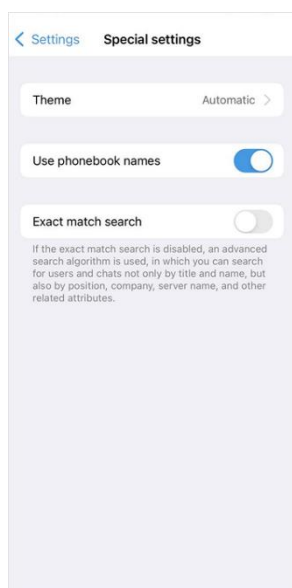 Settings Special settings
Theme Automatic
Use phonebook names
Exact match search
If the exact match search is disabled, an advanced
search algorithm is used, in which you can search
for users and chats not only by title and name, but
also by position, company, server name, and other
related attributes.